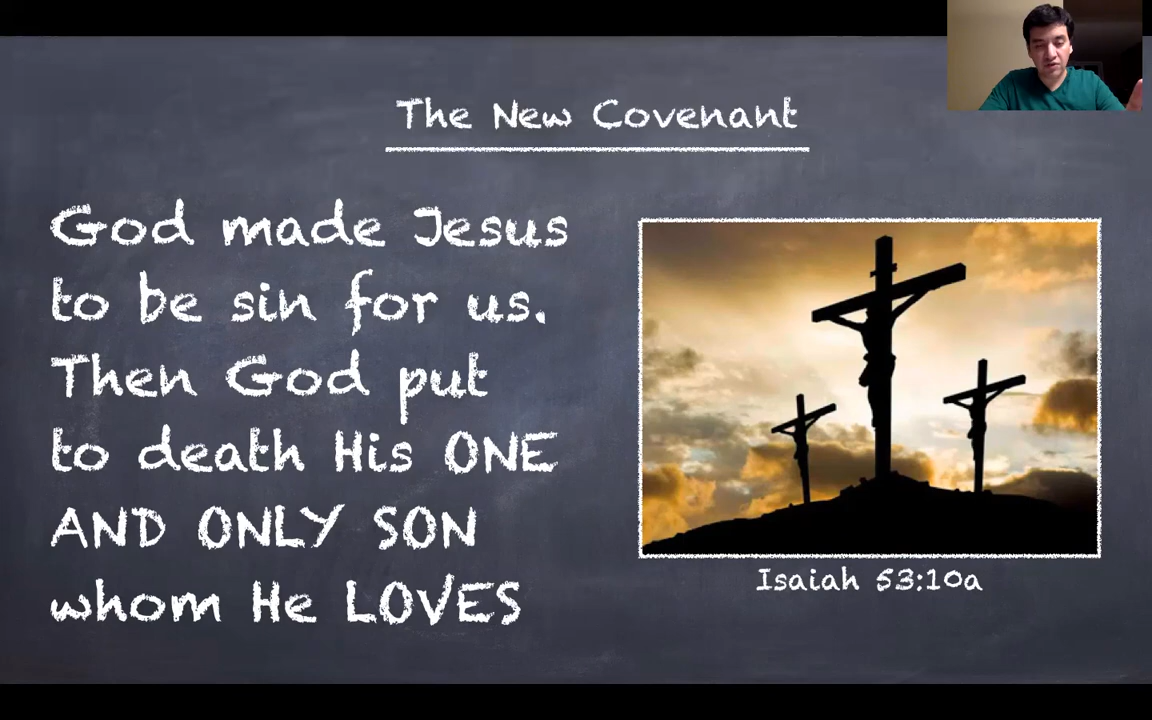 The New Covenant
God made Jesus
to be sin for us.
Then God put
to death His ONE
AND ONLY SON
whom He LOVES
Isaiah 53:10a